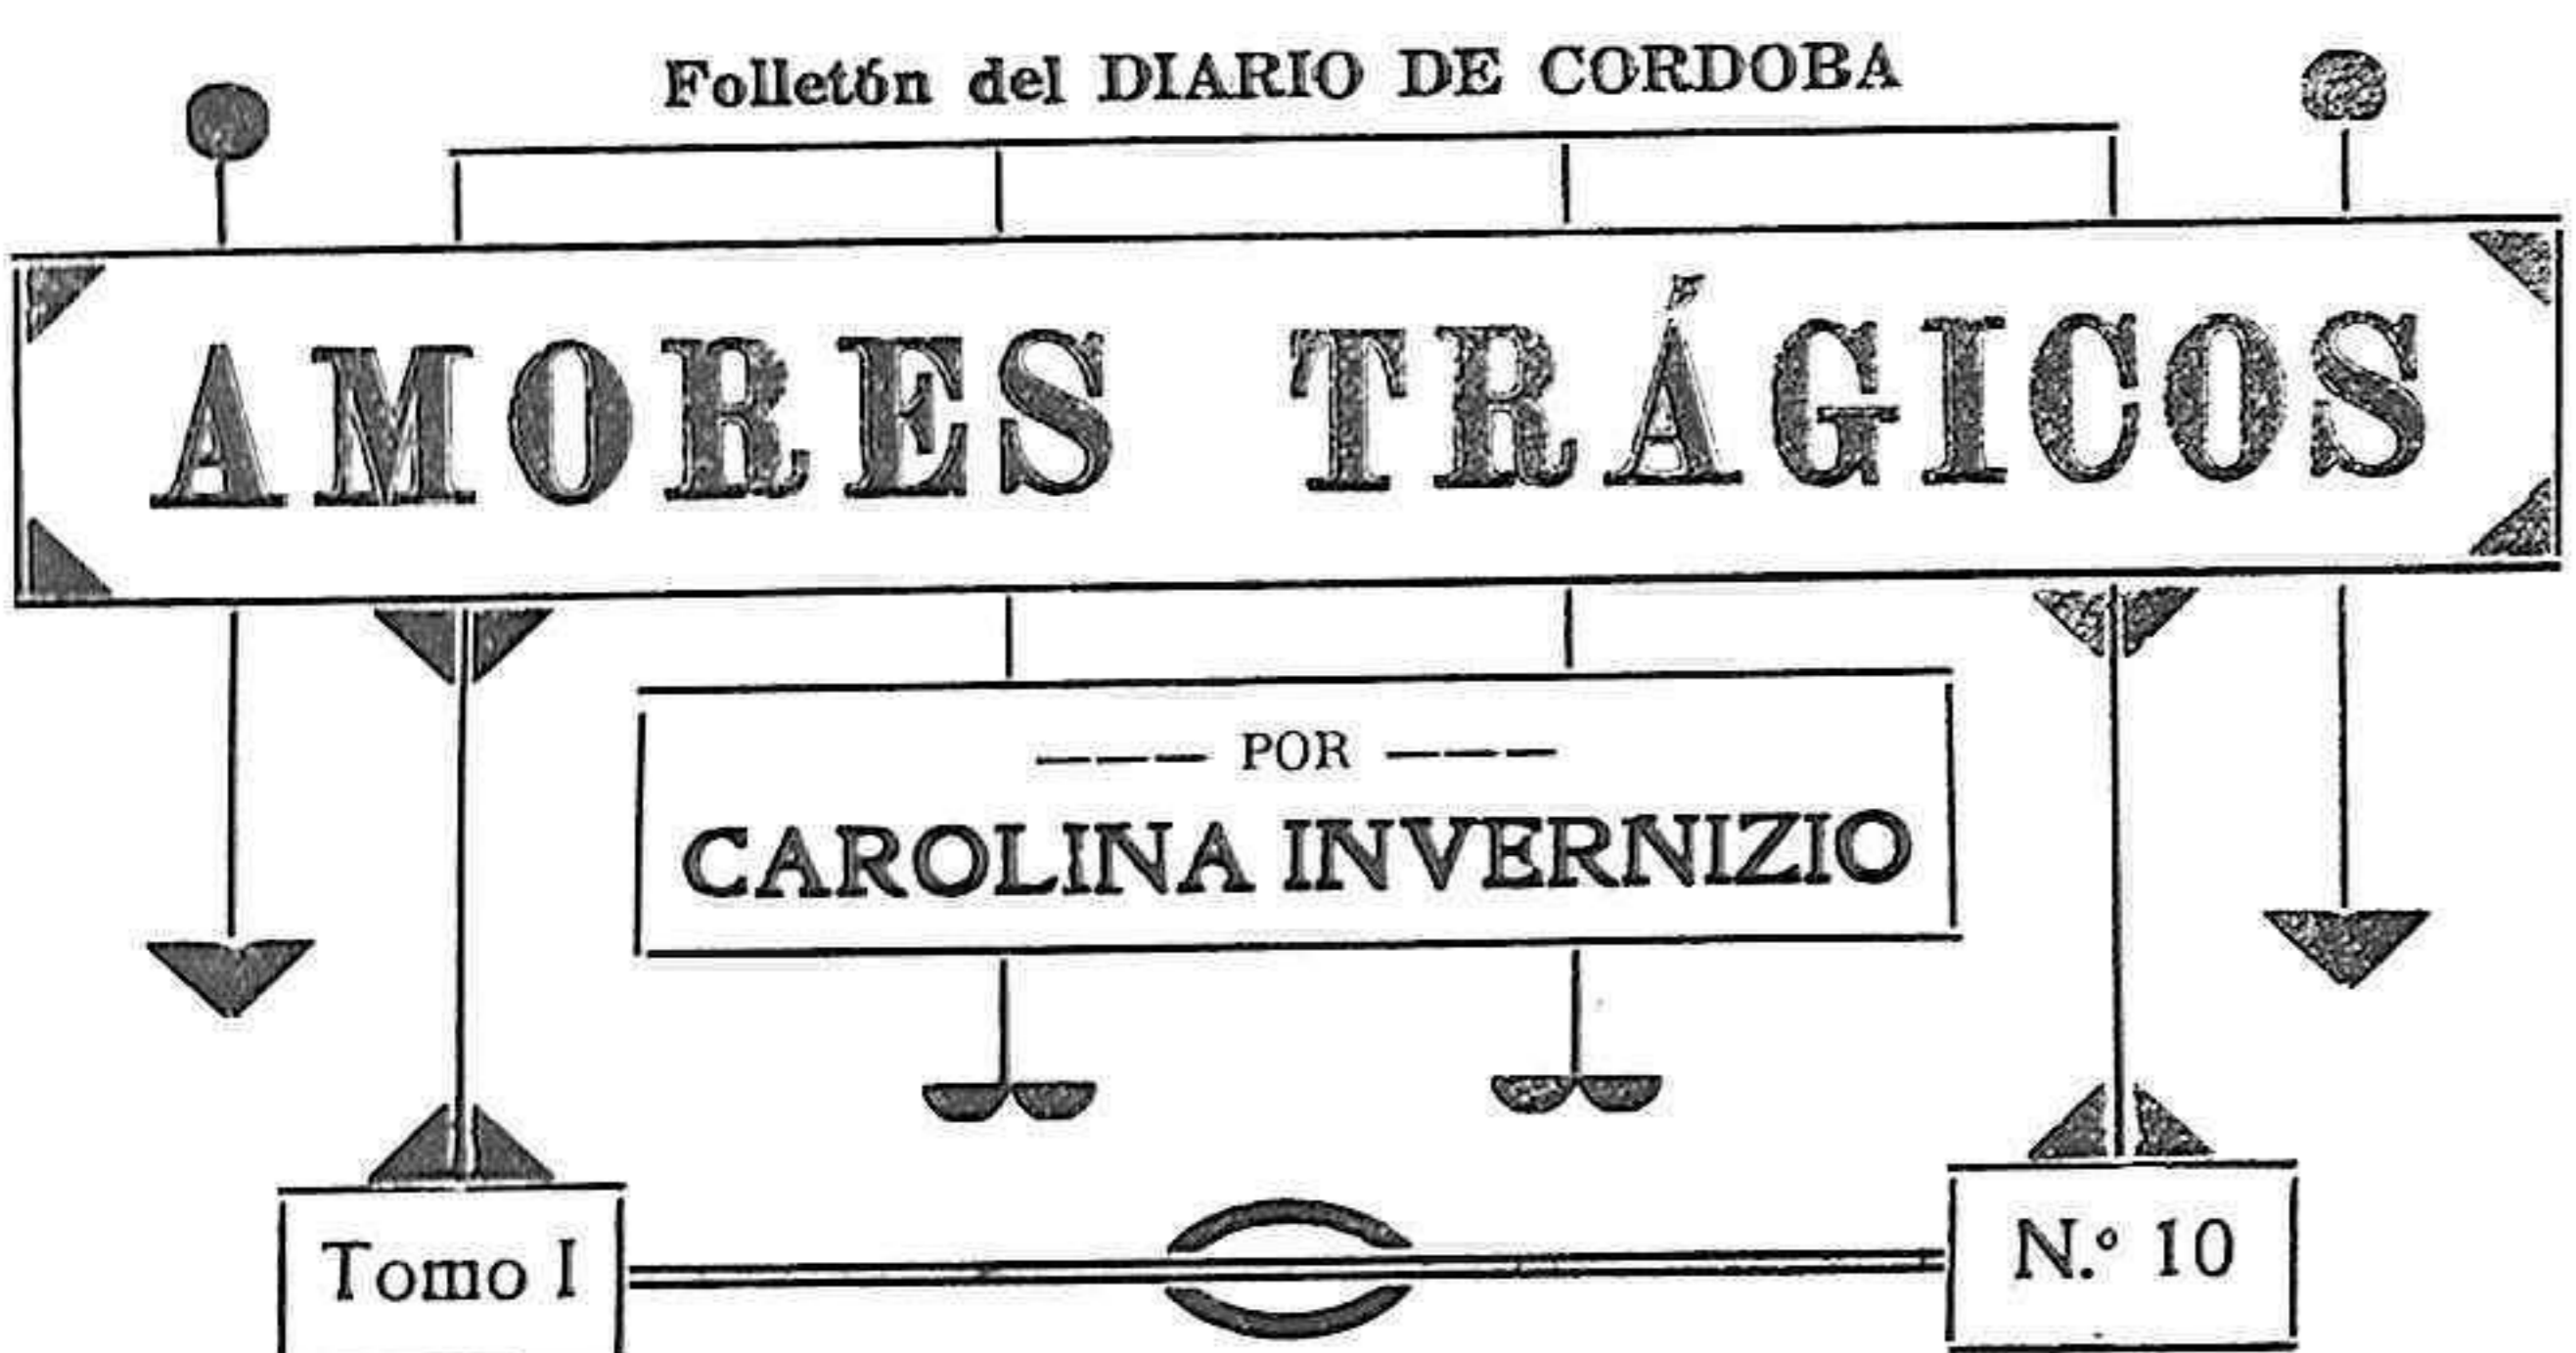 Folletón del DIARIO DE CORDOBA
AMORES TRÁGICOS
POR
CAROLINA INVERNIZIO
Tomo I
N.º 10